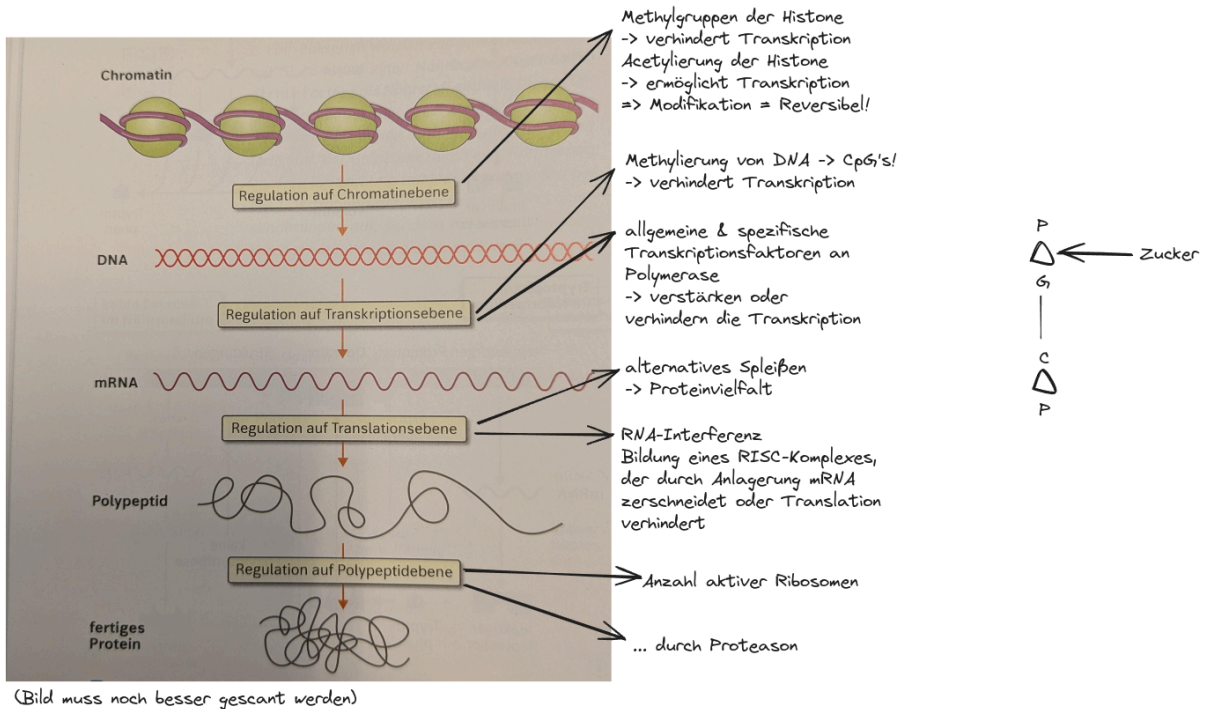 Chromatin
Regulation auf Chromatinebene
DNA
Regulation auf Transkriptionsebene
mRNA
Regulation auf Translationsebene
Polypeptid
Regulation auf Polypeptidebene
fertiges
Protein
(Bild muss noch besser gescant werden)
Methylgruppen der Histone
-> verhindert Transkription
Acetylierung der Histone
-> ermöglicht Transkription
=> Modifikation = Reversibel!
Methylierung von DNA -> CpG's!
-> verhindert Transkription
allgemeine & spezifische
Transkriptionsfaktoren an
Polymerase
-> verstärken oder
verhindern die Transkription
alternatives Spleißen
-> Proteinvielfalt
RNA-Interferenz
Bildung eines RISC-Komplexes,
der durch Anlagerung mRNA
zerschneidet oder Translation
verhindert
Anzahl aktiver Ribosomen
... durch Proteason
P
Zucker
G
C
P